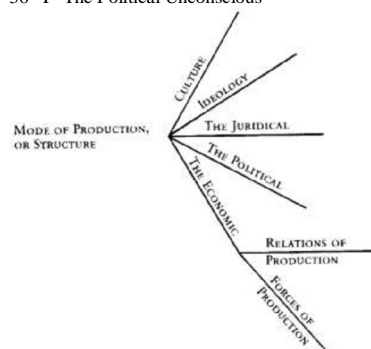 36 I The Political Unconscious
CULTURE
IDEOLOGY
MODE OF PRODUCTION,
OR STRUCTURE
THE JURIDICAL
THE POLITICAL
THE ECONOMIC
RELATIONS OF
PRODUCTION
FORCES OF
PRODUCTION